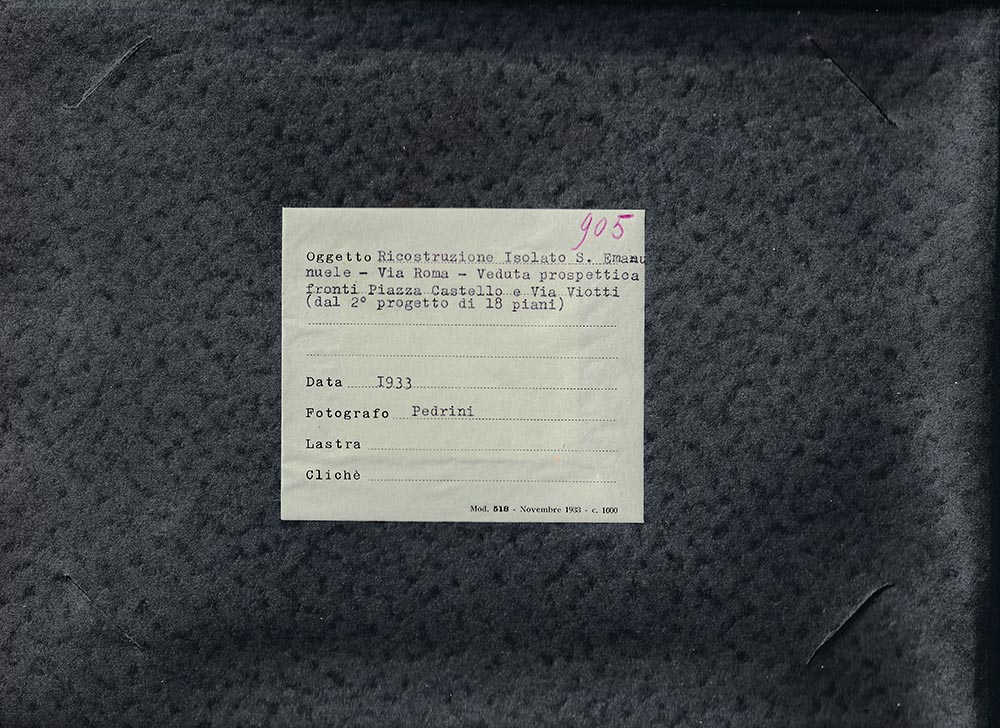 905
Oggetto Ricostruzione Isolato S. Emanu
nuele - Via Roma - Veduta prospettica
fronti Piazza Castello e Via Viotti
(dal 2° progetto di 18 piani)
Data I933
Fotografo Pedrini
Lastra
Clichè
Mod. 518 - Novembre 1933 - c. 1000